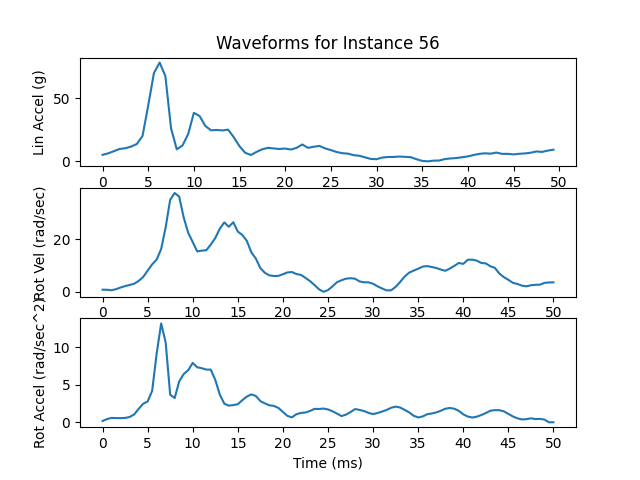 Waveforms for Instance 56
Lin Accel (g)
50
0
0 5 10 15 20 25 30 35 40 45 50
Rot Vel (rad/sec)
20
0
0 5 10 15 20 25 30 35 40 45 50
Rot Accel (rad/sec^2)
10
5
0
0 5 10 15 20 25 30 35 40 45 50
Time (ms)